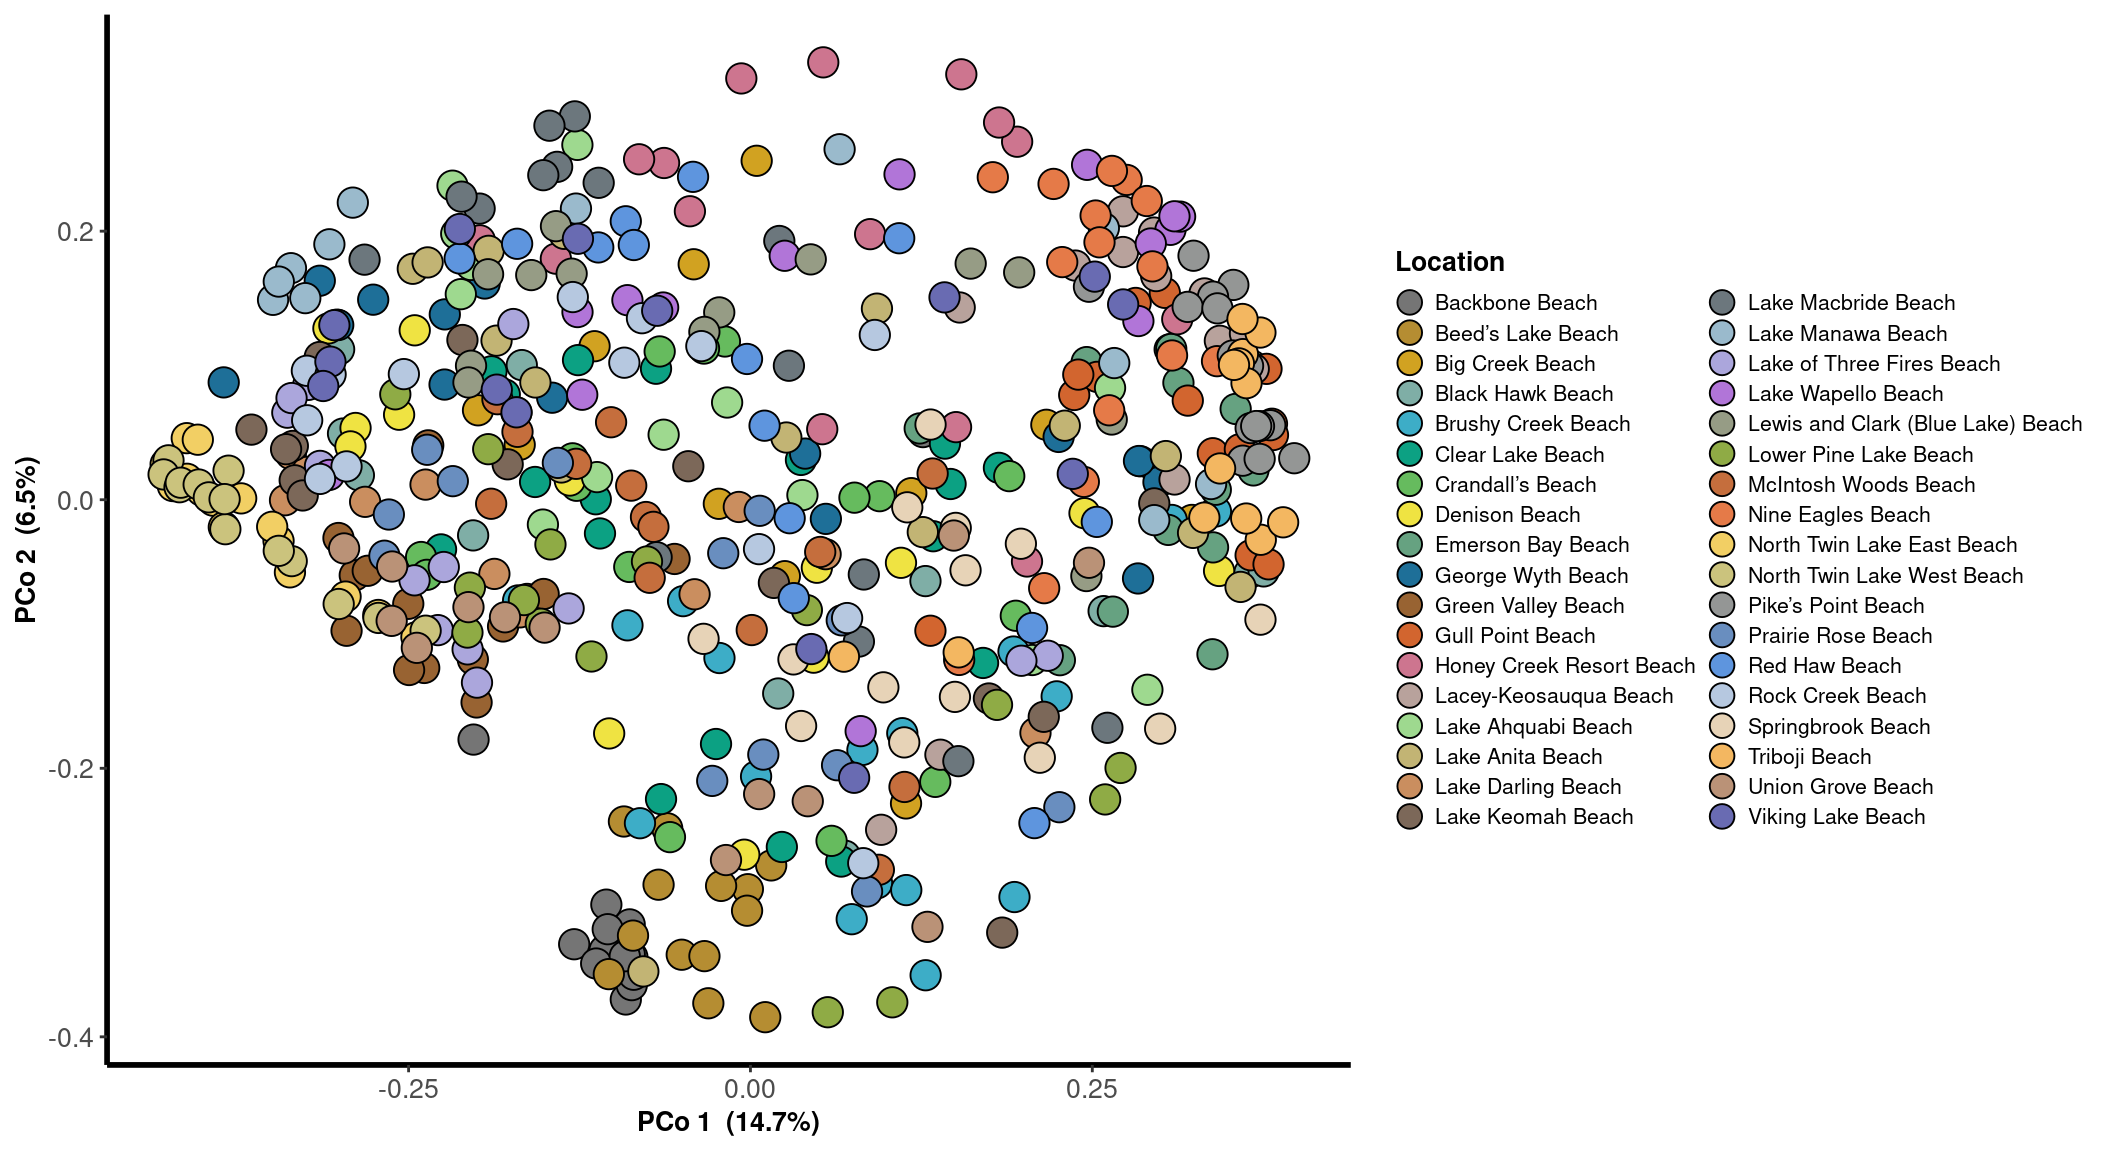 PCo 2  (6.5%)
0.2
0.0
-0.2
-0.4
-0.25
0.00
0.25
PCo 1  (14.7%)
Location
Backbone Beach
Beed’s Lake Beach
Big Creek Beach
Black Hawk Beach
Brushy Creek Beach
Clear Lake Beach
Crandall’s Beach
Denison Beach
Emerson Bay Beach
George Wyth Beach
Green Valley Beach
Gull Point Beach
Honey Creek Resort Beach
Lacey-Keosauqua Beach
Lake Ahquabi Beach
Lake Anita Beach
Lake Darling Beach
Lake Keomah Beach
Lake Macbride Beach
Lake Manawa Beach
Lake of Three Fires Beach
Lake Wapello Beach
Lewis and Clark (Blue Lake) Beach
Lower Pine Lake Beach
McIntosh Woods Beach
Nine Eagles Beach
North Twin Lake East Beach
North Twin Lake West Beach
Pike’s Point Beach
Prairie Rose Beach
Red Haw Beach
Rock Creek Beach
Springbrook Beach
Triboji Beach
Union Grove Beach
Viking Lake Beach